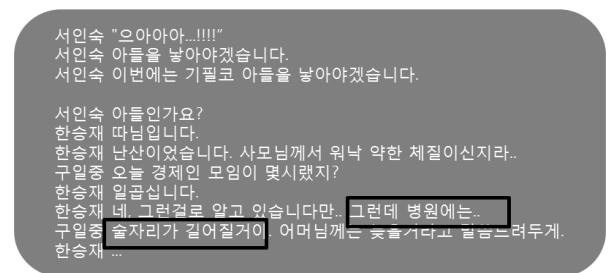 서인숙 "으아아아...!!!!"
서인숙 아들을 낳아야겠습니다.
서인숙 이번에는 기필코 아들을 낳아야겠습니다.
서인숙 아들인가요?
한승재 따님입니다.
한승재 난산이었습니다. 사모님께서 워낙 약한 체질이신지라..
구일중 오늘 경제인 모임이 몇시랬지?
한승재 일곱십니다.
한승재 네, 그런걸로 알고 있습니다만.. 그런데 병원에는..
구일중 술자리가 길어질거야. 어머님께는 늦을거라고 말씀드려두게.
한승재 ...